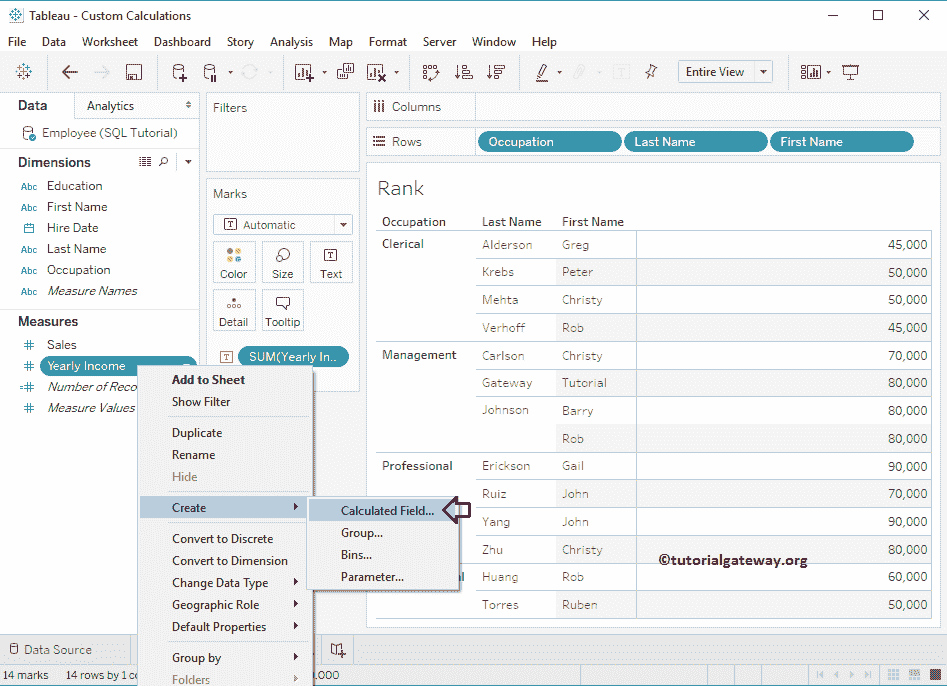 Tableau - Custom Calculations
File Data Worksheet Dashboard Story Analysis Map Format Server Window Help
Entire View
Data Analytics
Employee (SQL Tutorial)
Dimensions
Abc Education
Abc First Name
Hire Date
Abc Last Name
Abc Occupation
Abc Measure Names
Measures
# Sales
# Yearly Income
=# Number of Reco
# Measure Values
Filters
Marks
T Automatic
Color Size Text
Detail Tooltip
T SUM(Yearly In..
Columns
Rows Occupation Last Name First Name
Rank
Occupation Last Name First Name
Clerical Alderson Greg 45,000
Krebs Peter 50,000
Mehta Christy 50,000
Verhoff Rob 45,000
Management Carlson Christy 70,000
Gateway Tutorial 80,000
Johnson Barry 80,000
Rob 80,000
Professional Erickson Gail 90,000
Ruiz John 70,000
Yang John 90,000
Zhu Christy 80,000
al Huang Rob 60,000
Torres Ruben 50,000
©tutorialgateway.org
Add to Sheet
Show Filter
Duplicate
Rename
Hide
Create
Convert to Discrete
Convert to Dimension
Change Data Type
Geographic Role
Default Properties
Group by
Folders
Calculated Field...
Group...
Bins...
Parameter...
Data Source
14 marks 14 rows by 1 co .000